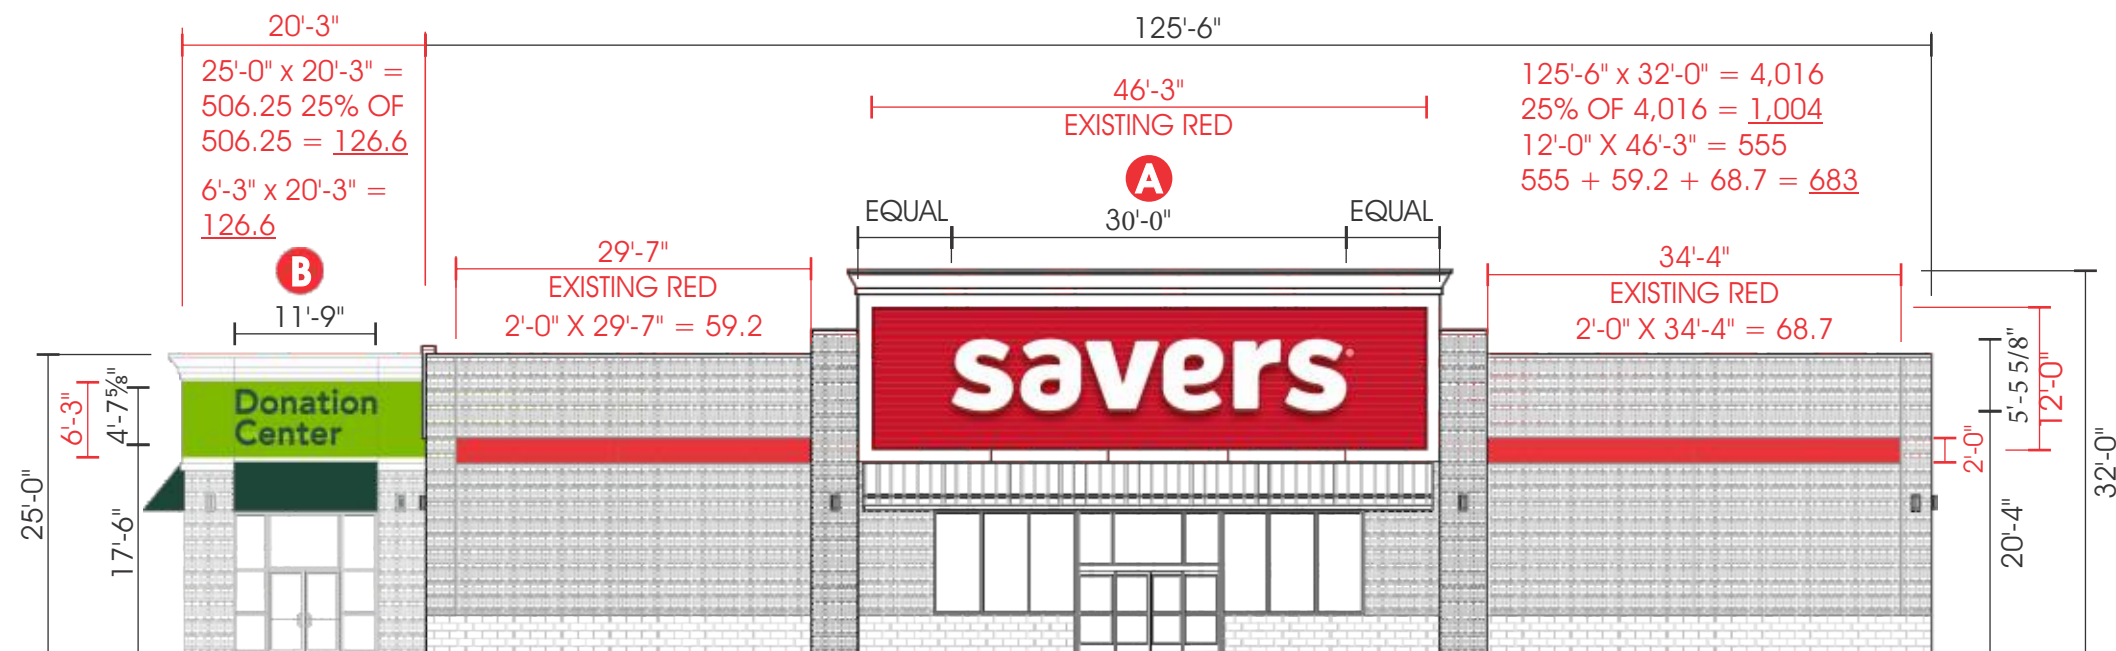 20'-3"
125'-6"
25'-0" x 20'-3" =
506.25 25% OF
506.25 = 126.6
6'-3" x 20'-3" =
126.6
B
11'-9"
46'-3"
EXISTING RED
A
EQUAL
30'-0"
EQUAL
125'-6" x 32'-0" = 4,016
25% OF 4,016 = 1,004
12'-0" X 46'-3" = 555
555 + 59.2 + 68.7 = 683
29'-7"
EXISTING RED
2'-0" X 29'-7" = 59.2
34'-4"
EXISTING RED
2'-0" X 34'-4" = 68.7
savers
Donation
Center
25'-0"
6'-3"
4'-7⅝"
17'-6"
5'-5 5/8"
12'-0"
2'-0"
20'-4"
32'-0"